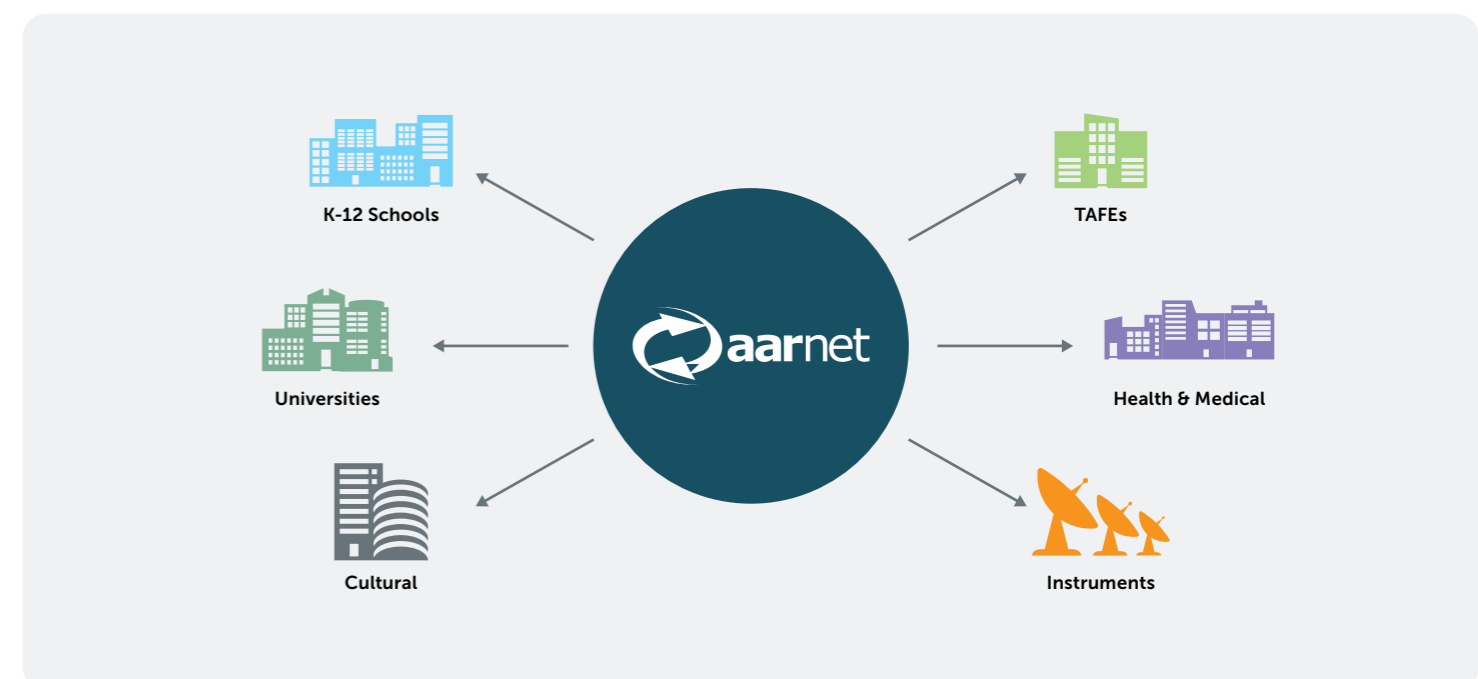 K-12 Schools
TAFEs
aarnet
Universities
Health & Medical
Cultural
Instruments